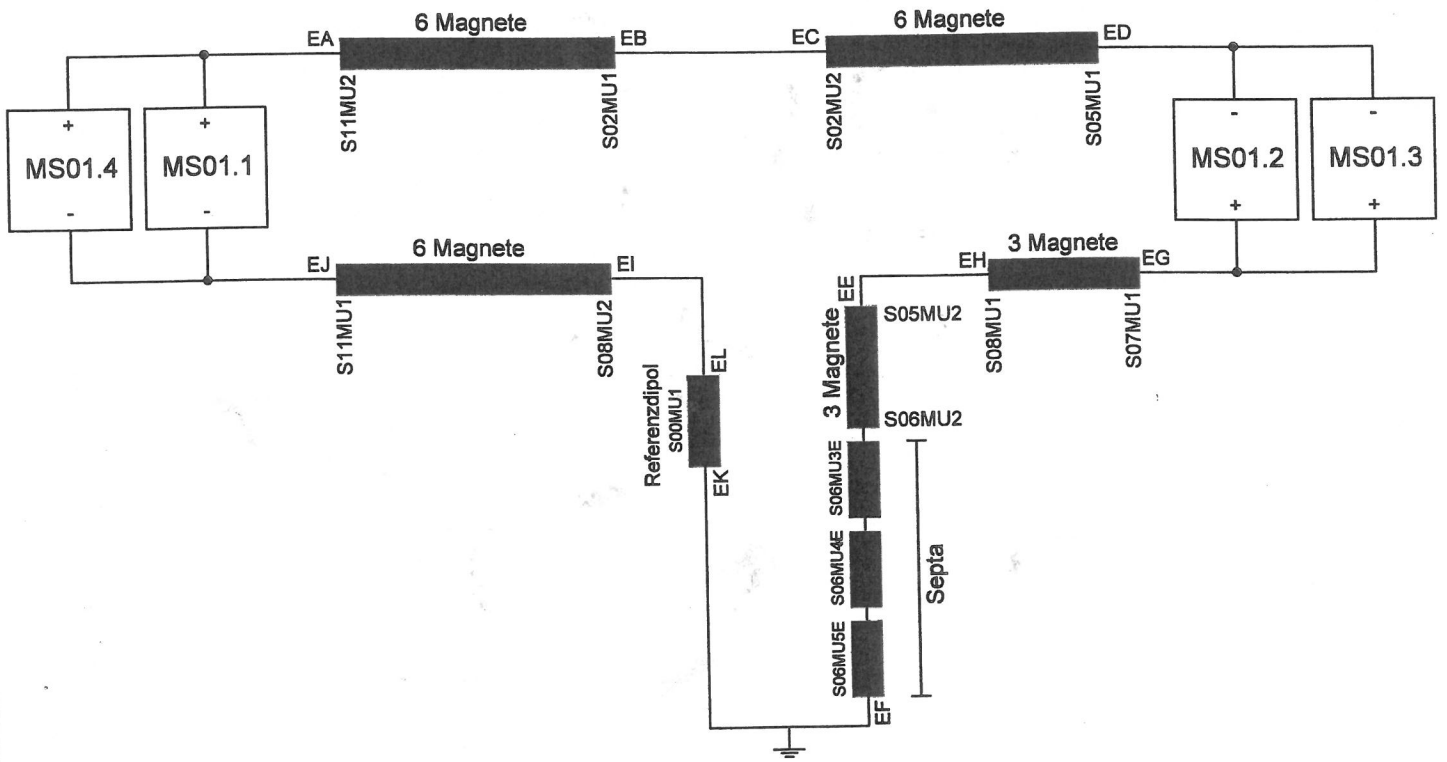 6 Magnete
6 Magnete
EA
EB
EC
ED
S11MU2
S02MU1
S02MU2
S05MU1
+
MS01.4
-
+
MS01.1
-
-
MS01.2
+
-
MS01.3
+
6 Magnete
3 Magnete
EJ
EI
EH
EG
S11MU1
S08MU2
S08MU1
S07MU1
EE
S05MU2
3 Magnete
S06MU2
EL
Referenzdipol
S00MU1
EK
S06MU3E
S06MU4E
S06MU5E
Septa
EF